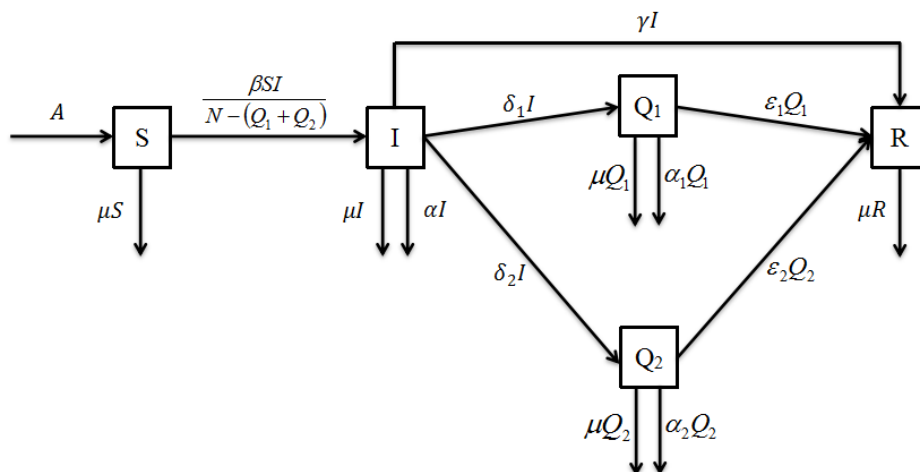 γI
A
βSI
N − (Q₁ + Q₂)
S
I
δ₁I
Q₁
ε₁Q₁
R
μS
μI
αI
μQ₁
α₁Q₁
μR
δ₂I
ε₂Q₂
Q₂
μQ₂
α₂Q₂